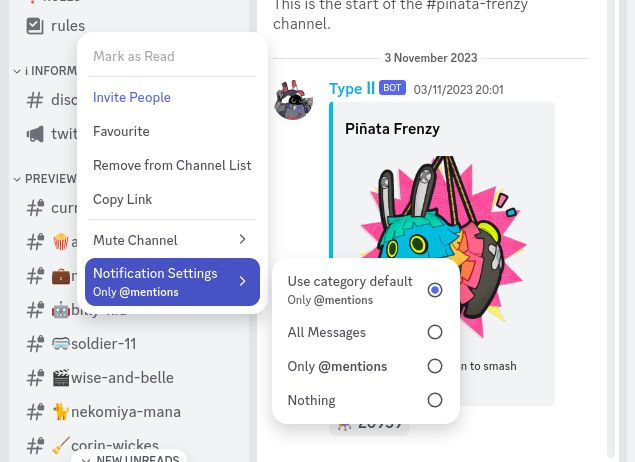 rules
INFORM
disc
twit
PREVIEW
curr
soldier-11
wise-and-belle
nekomiya-mana
corin-wickes
NEW UNREADS
Mark as Read
Invite People
Favourite
Remove from Channel List
Copy Link
Mute Channel
Notification Settings
Only @mentions
This is the start of the #piñata-frenzy
channel.
3 November 2023
Type II BOT 03/11/2023 20:01
Piñata Frenzy
n to smash
Use category default
Only @mentions
All Messages
Only @mentions
Nothing